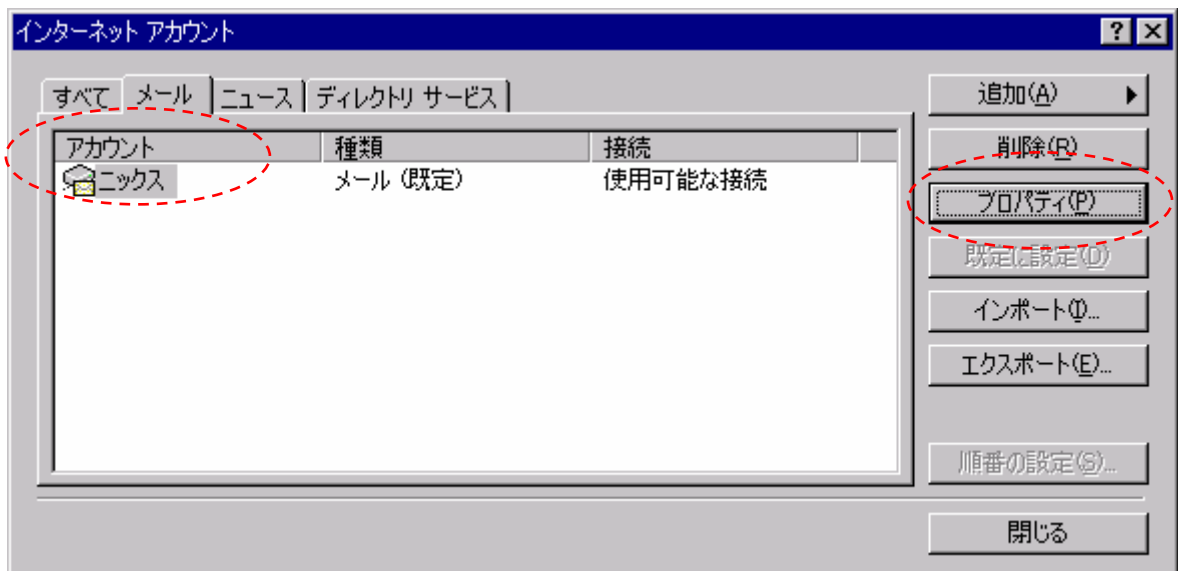 インターネット アカウント
すべて メール ニュース ディレクトリ サービス
アカウント 種類 接続
ニックス メール (既定) 使用可能な接続
追加(A)
削除(R)
プロパティ(P)
既定に設定(D)
インポート(I)...
エクスポート(E)...
順番の設定(S)...
閉じる